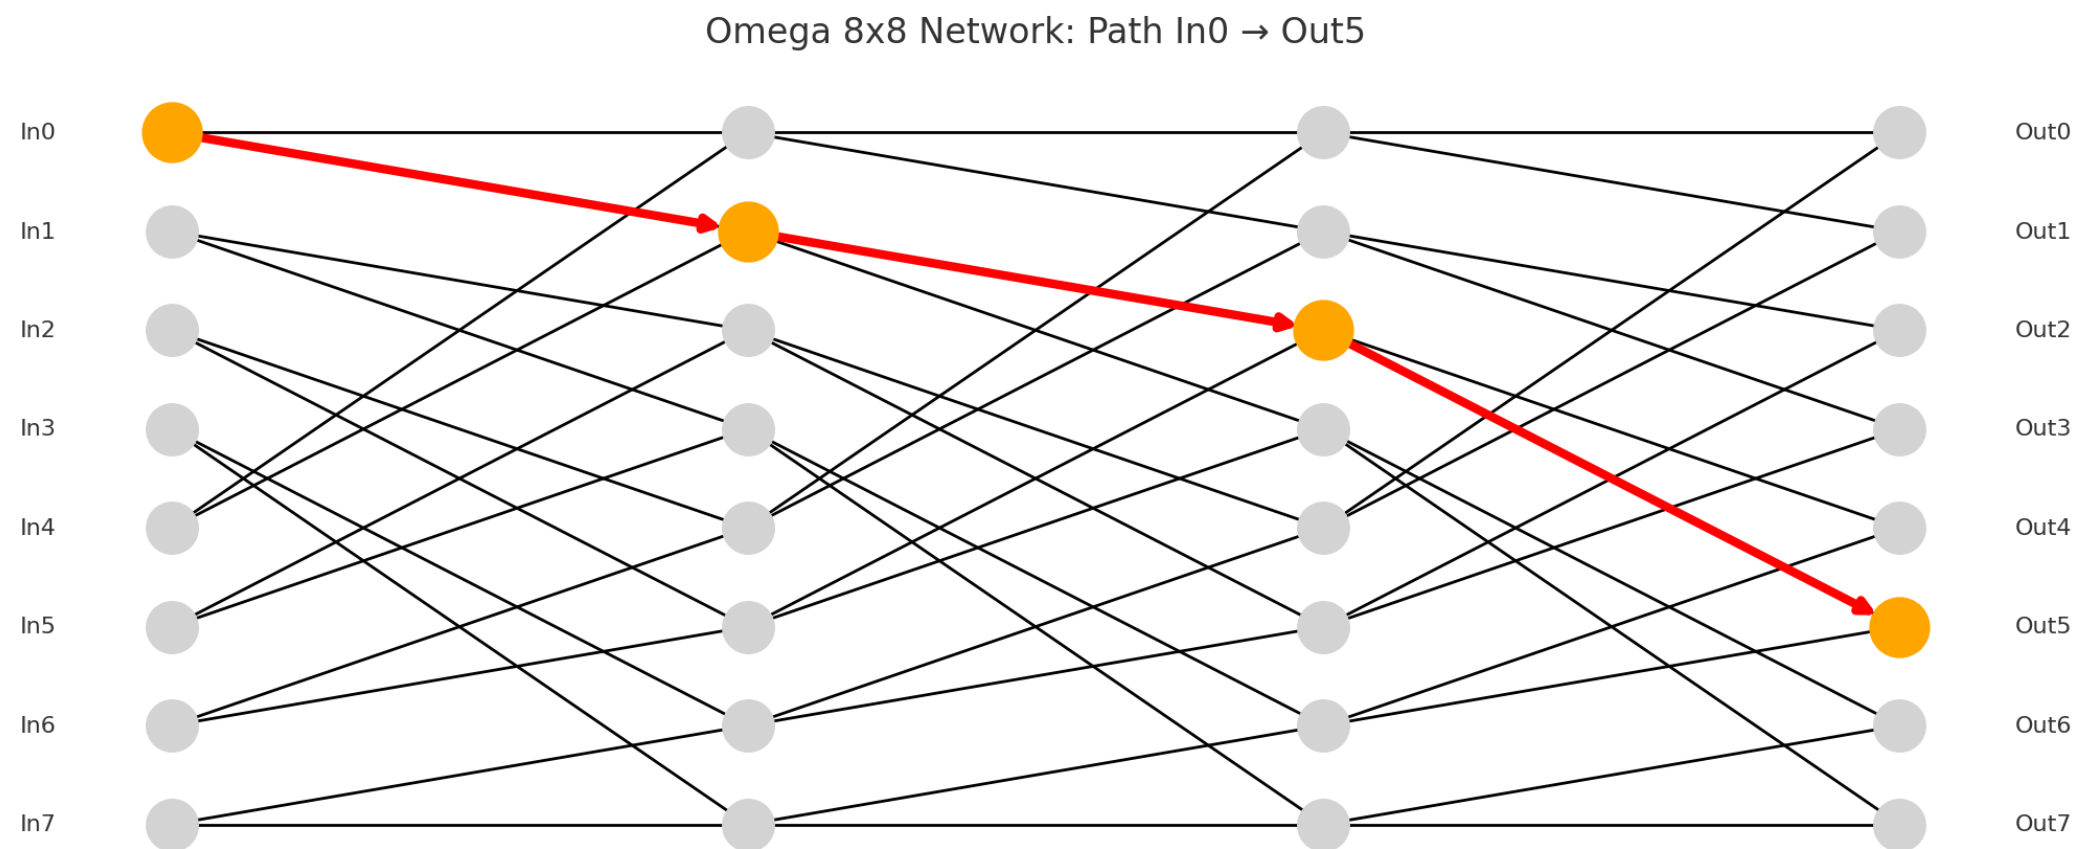 Omega 8x8 Network: Path In0 → Out5
In0
Out0
In1
Out1
In2
Out2
In3
Out3
In4
Out4
In5
Out5
In6
Out6
In7
Out7